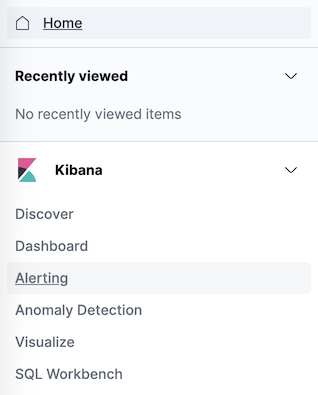 Home
Recently viewed
No recently viewed items
Kibana
Discover
Dashboard
Alerting
Anomaly Detection
Visualize
SQL Workbench